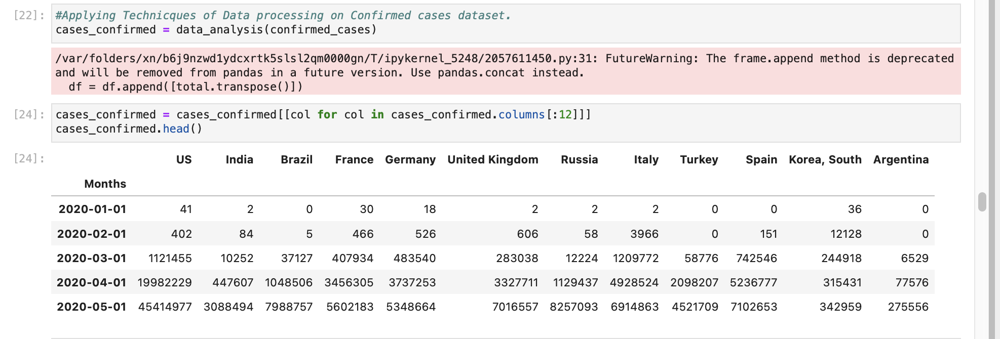 [22]: #Applying Technicques of Data processing on Confirmed cases dataset.
cases_confirmed = data_analysis(confirmed_cases)
/var/folders/xn/b6j9nzwd1ydcxrtk5slsl2qm0000gn/T/ipykernel_5248/2057611450.py:31: FutureWarning: The frame.append method is deprecated
and will be removed from pandas in a future version. Use pandas.concat instead.
df = df.append([total.transpose()])
[24]: cases_confirmed = cases_confirmed[[col for col in cases_confirmed.columns[:12]]]
cases_confirmed.head()
[24]: US India Brazil France Germany United Kingdom Russia Italy Turkey Spain Korea, South Argentina
Months
2020-01-01 41 2 0 30 18 2 2 2 0 0 36 0
2020-02-01 402 84 5 466 526 606 58 3966 0 151 12128 0
2020-03-01 1121455 10252 37127 407934 483540 283038 12224 1209772 58776 742546 244918 6529
2020-04-01 19982229 447607 1048506 3456305 3737253 3327711 1129437 4928524 2098207 5236777 315431 77576
2020-05-01 45414977 3088494 7988757 5602183 5348664 7016557 8257093 6914863 4521709 7102653 342959 275556